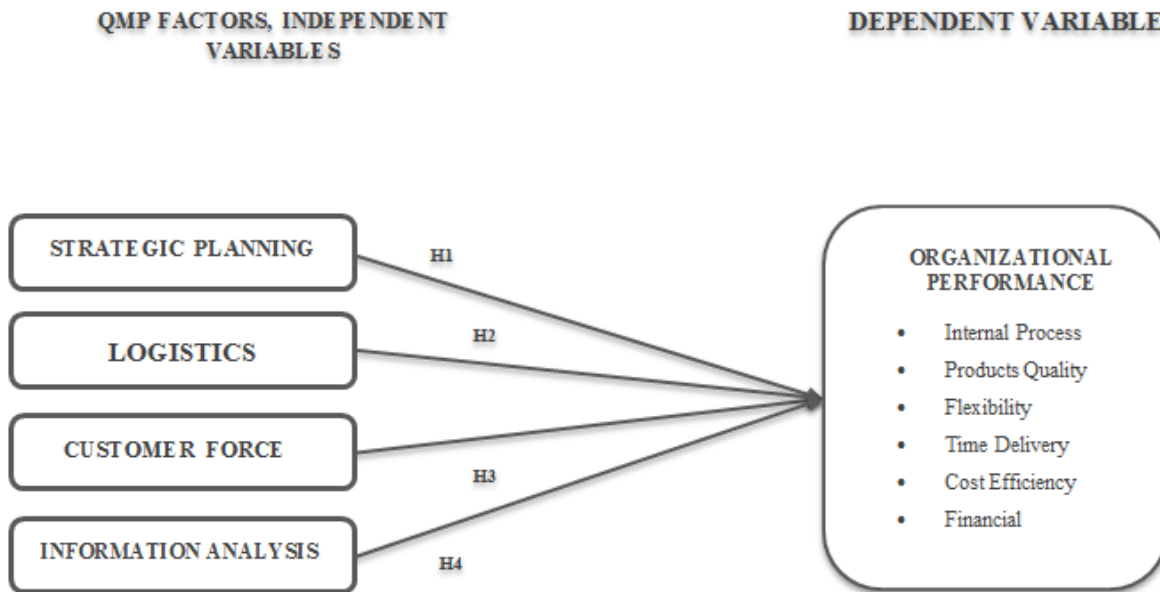 QMP FACTORS, INDEPENDENT
VARIABLES
DEPENDENT VARIABLE
STRATEGIC PLANNING
H1
LOGISTICS
H2
CUSTOMER FORCE
H3
INFORMATION ANALYSIS
H4
ORGANIZATIONAL
PERFORMANCE
• Internal Process
• Products Quality
• Flexibility
• Time Delivery
• Cost Efficiency
• Financial